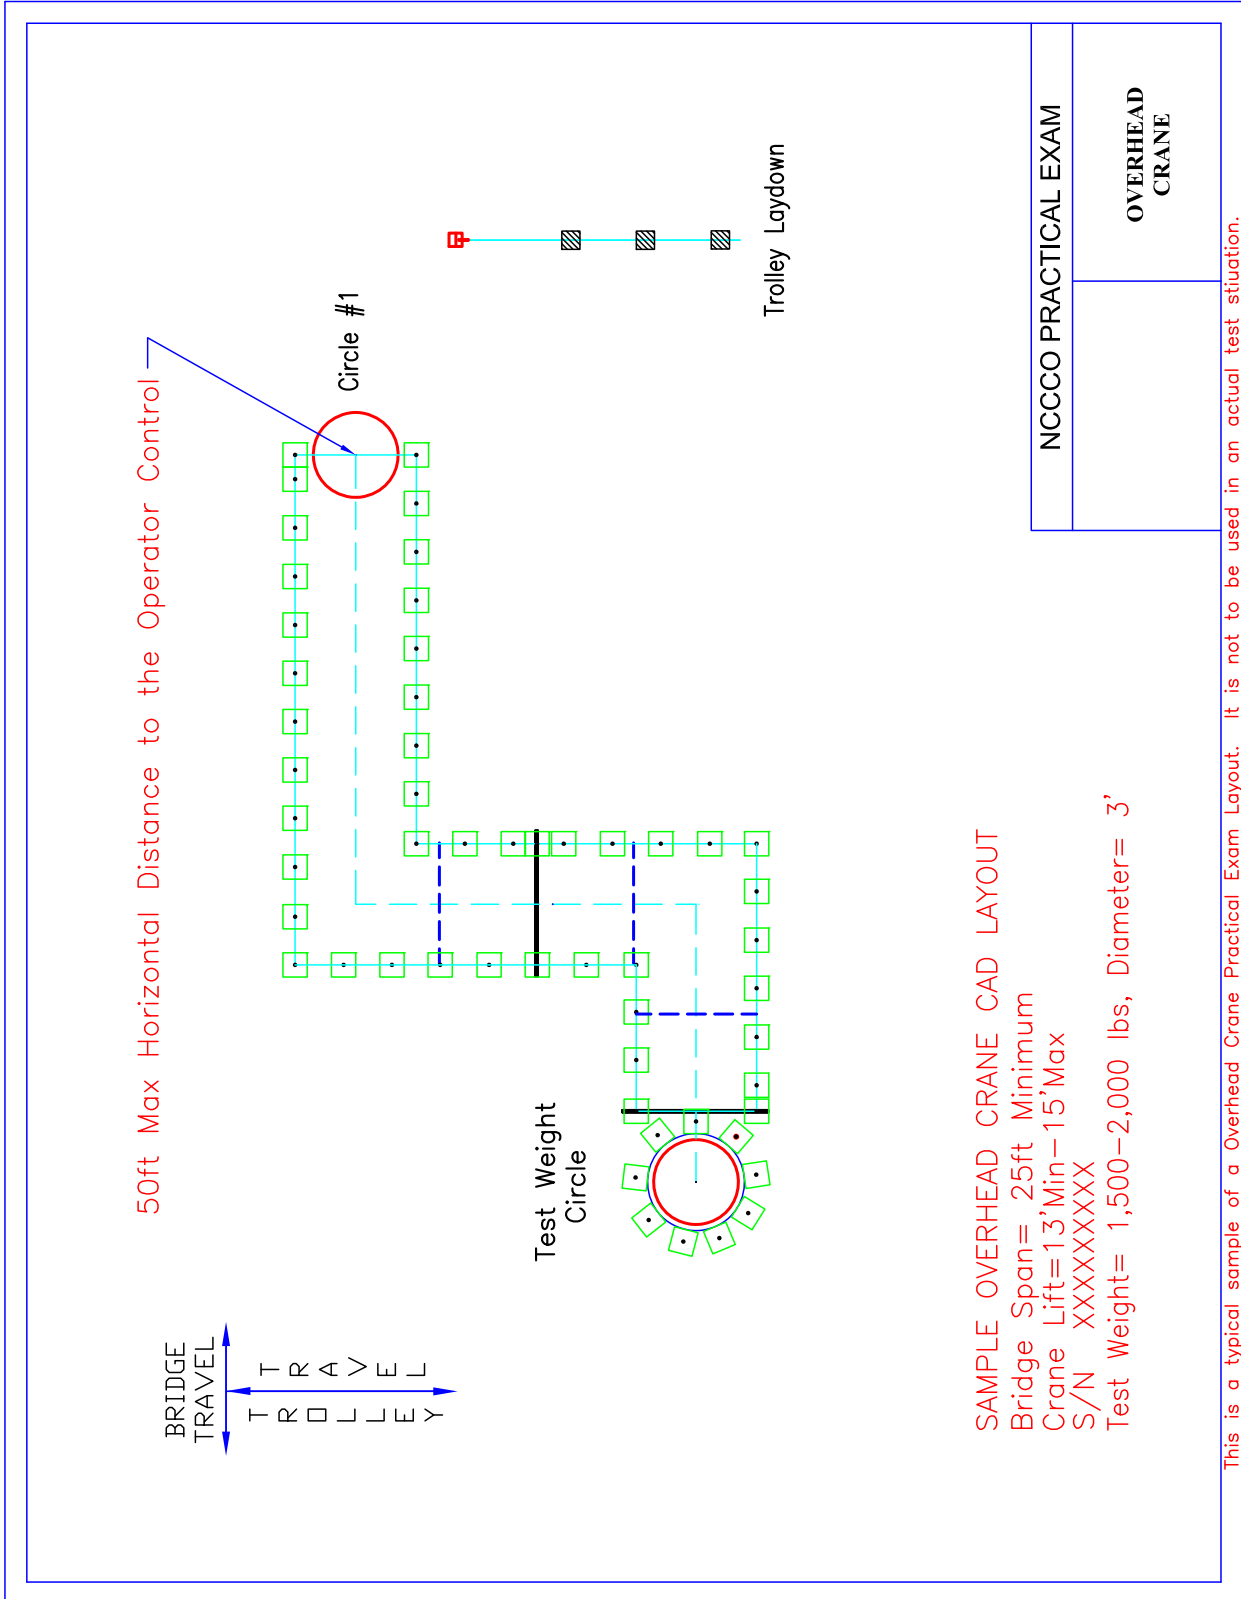 50ft Max Horizontal Distance to the Operator Control
Circle #1
Trolley Laydown
Test Weight
Circle
BRIDGE
TRAVEL
TROLLEY
TRAVEL
SAMPLE OVERHEAD CRANE CAD LAYOUT
Bridge Span= 25ft Minimum
Crane Lift=13'Min-15'Max
S/N XXXXXXXXX
Test Weight= 1,500-2,000 lbs, Diameter= 3'
NCCCO PRACTICAL EXAM
OVERHEAD
CRANE
This is a typical sample of a Overhead Crane Practical Exam Layout. It is not to be used in an actual test stiuation.